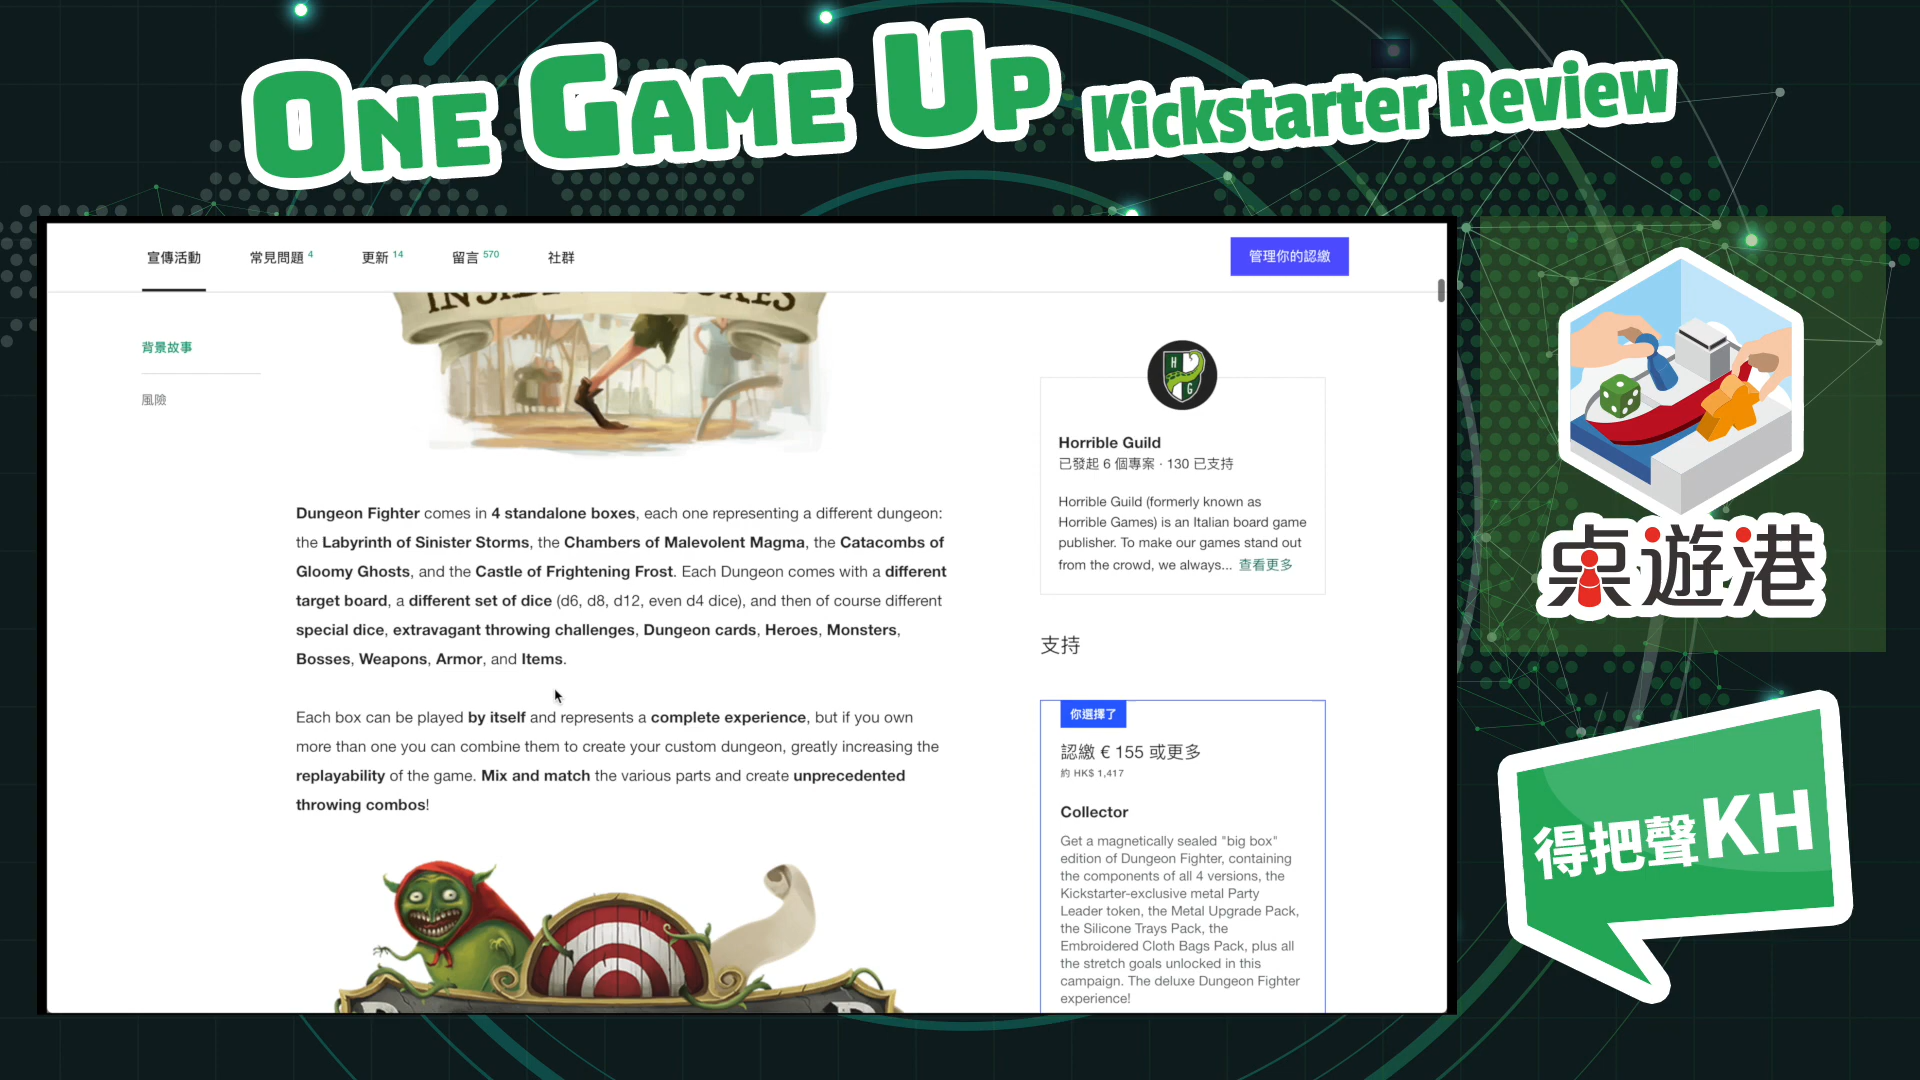 ONE GAME UP Kickstarter Review
宣傳活動
常見問題 4
更新 14
留言 570
社群
管理你的認繳
背景故事
風險
Dungeon Fighter comes in 4 standalone boxes, each one representing a different dungeon:
the Labyrinth of Sinister Storms, the Chambers of Malevolent Magma, the Catacombs of
Gloomy Ghosts, and the Castle of Frightening Frost. Each Dungeon comes with a different
target board, a different set of dice (d6, d8, d12, even d4 dice), and then of course different
special dice, extravagant throwing challenges, Dungeon cards, Heroes, Monsters,
Bosses, Weapons, Armor, and Items.
Each box can be played by itself and represents a complete experience, but if you own
more than one you can combine them to create your custom dungeon, greatly increasing the
replayability of the game. Mix and match the various parts and create unprecedented
throwing combos!
H G
Horrible Guild
已發起 6 個專案 · 130 已支持
Horrible Guild (formerly known as
Horrible Games) is an Italian board game
publisher. To make our games stand out
from the crowd, we always... 查看更多
支持
你選擇了
認繳 € 155 或更多
約 HK$ 1,417
Collector
Get a magnetically sealed "big box"
edition of Dungeon Fighter, containing
the components of all 4 versions, the
Kickstarter-exclusive metal Party
Leader token, the Metal Upgrade Pack,
the Silicone Trays Pack, the
Embroidered Cloth Bags Pack, plus all
the stretch goals unlocked in this
campaign. The deluxe Dungeon Fighter
experience!
桌遊港
得把聲KH